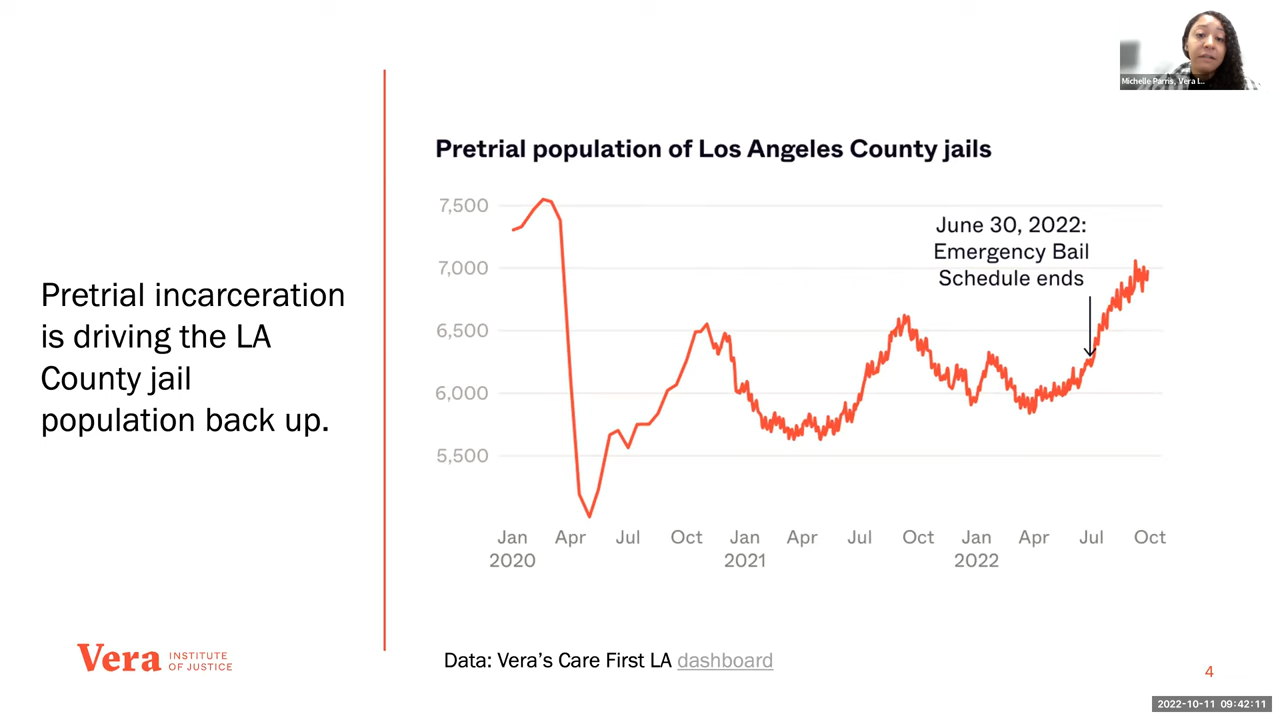 Michelle Parris, Vera I...
Pretrial population of Los Angeles County jails
7,500
7,000
6,500
6,000
5,500
June 30, 2022:
Emergency Bail
Schedule ends
Jan Apr Jul Oct Jan Apr Jul Oct Jan Apr Jul Oct
2020 2021 2022
Pretrial incarceration
is driving the LA
County jail
population back up.
Vera INSTITUTE
OF JUSTICE
Data: Vera’s Care First LA dashboard
4
2022-10-11 09:42:11